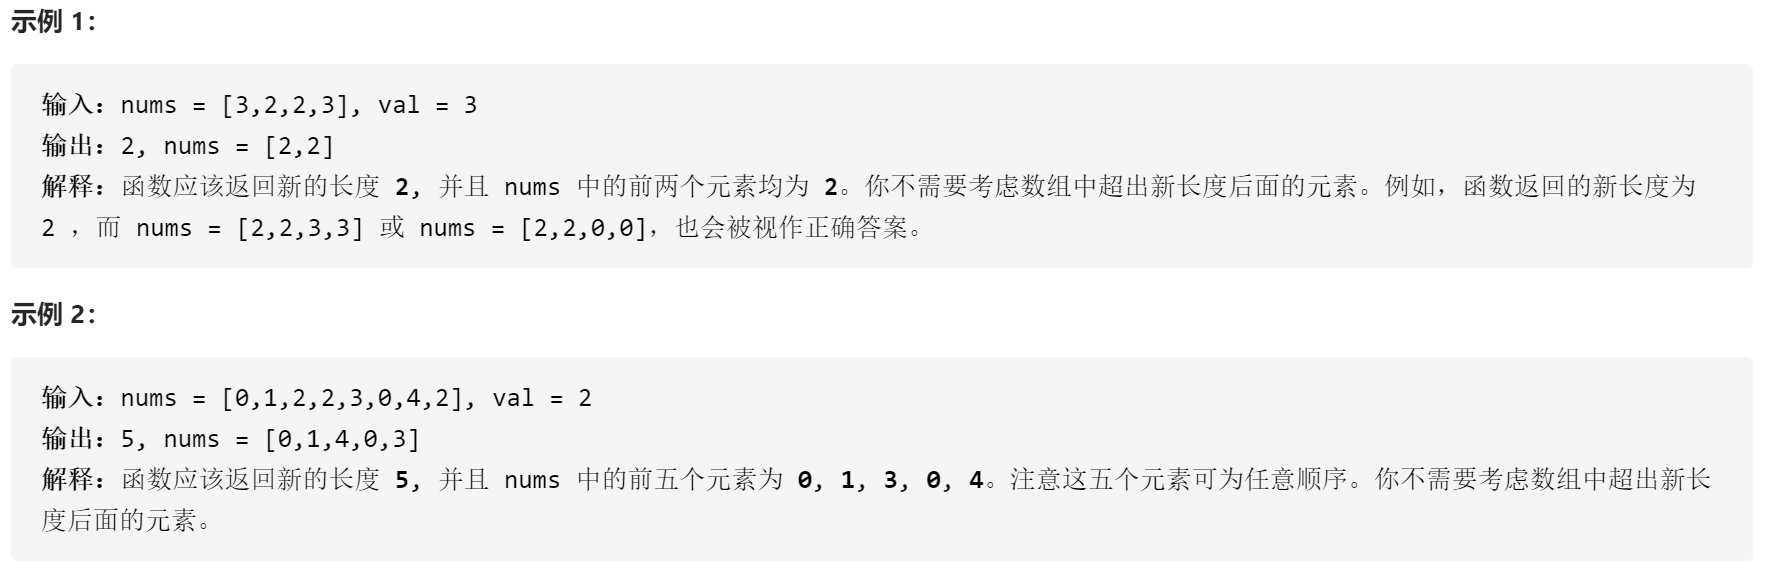 示例 1：
输入：nums = [3,2,2,3], val = 3
输出：2, nums = [2,2]
解释：函数应该返回新的长度 2, 并且 nums 中的前两个元素均为 2。你不需要考虑数组中超出新长度后面的元素。例如，函数返回的新长度为
2 ，而 nums = [2,2,3,3] 或 nums = [2,2,0,0]，也会被视作正确答案。
示例 2：
输入：nums = [0,1,2,2,3,0,4,2], val = 2
输出：5, nums = [0,1,4,0,3]
解释：函数应该返回新的长度 5, 并且 nums 中的前五个元素为 0, 1, 3, 0, 4。注意这五个元素可为任意顺序。你不需要考虑数组中超出新长
度后面的元素。